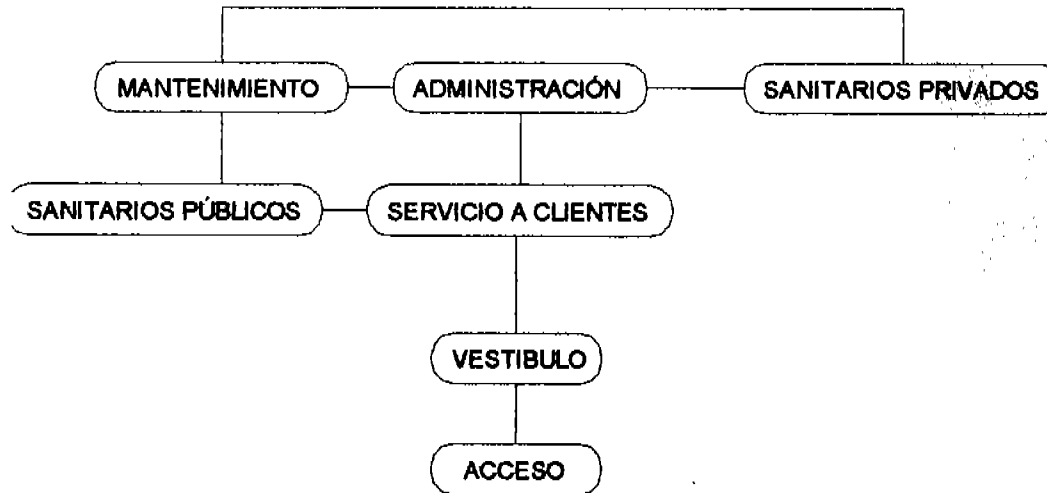 MANTENIMIENTO
ADMINISTRACIÓN
SANITARIOS PRIVADOS
SANITARIOS PÚBLICOS
SERVICIO A CLIENTES
VESTIBULO
ACCESO